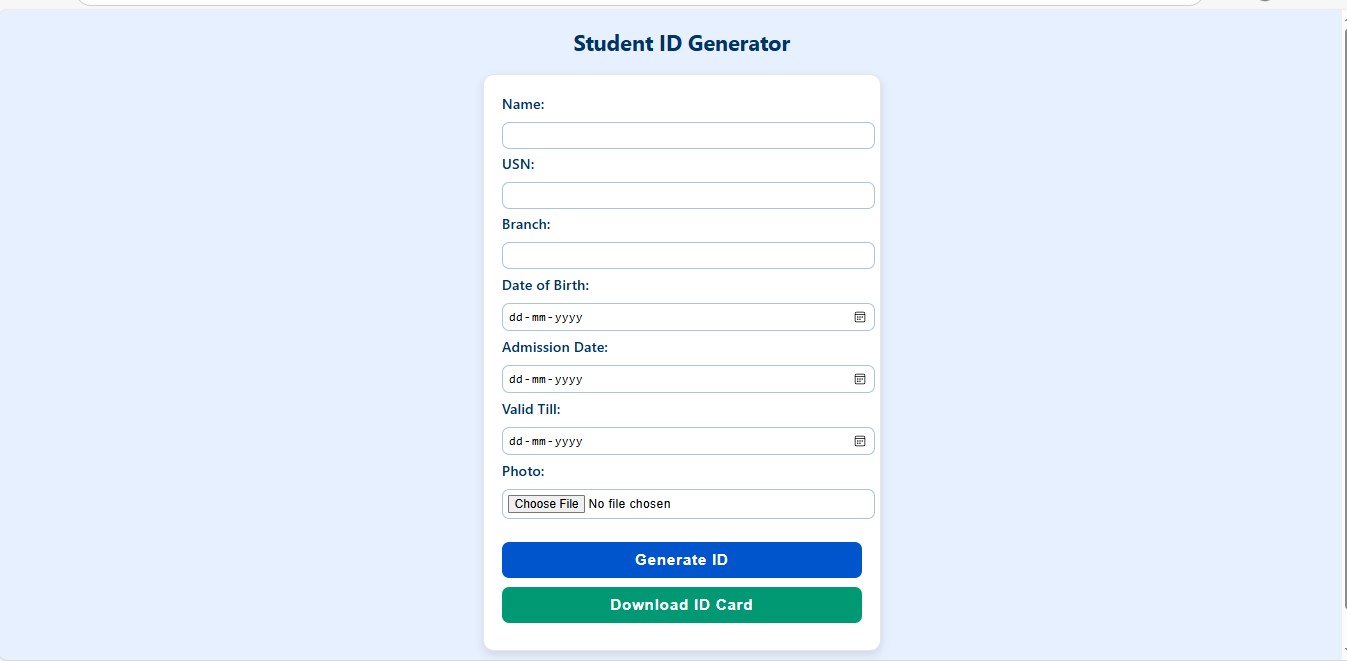 Student ID Generator
Name:
USN:
Branch:
Date of Birth:
dd-mm-yyyy
Admission Date:
dd-mm-yyyy
Valid Till:
dd-mm-yyyy
Photo:
Choose File No file chosen
Generate ID
Download ID Card